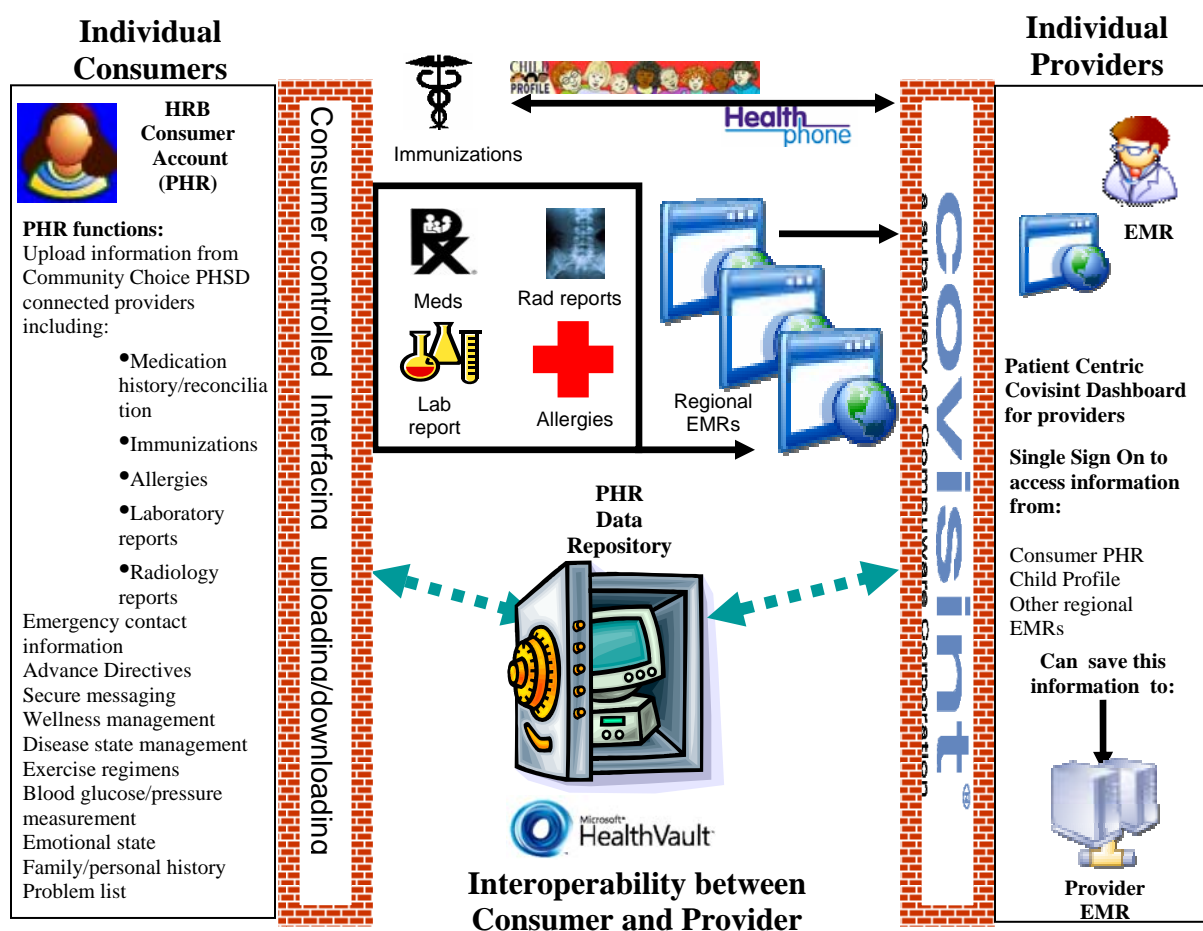 Individual
Consumers
HRB
Consumer
Account
(PHR)
PHR functions:
Upload information from
Community Choice PHSD
connected providers
including:
•Medication
history/reconcilia
tion
•Immunizations
•Allergies
•Laboratory
reports
•Radiology
reports
Emergency contact
information
Advance Directives
Secure messaging
Wellness management
Disease state management
Exercise regimens
Blood glucose/pressure
measurement
Emotional state
Family/personal history
Problem list
Consumer controlled Interfacing uploading/downloading
Immunizations
CHILD
PROFILE
Health
phone
Meds
Rad reports
Lab
report
Allergies
Regional
EMRs
PHR
Data
Repository
Microsoft®
HealthVault
Interoperability between
Consumer and Provider
Covisint®
a subsidiary of Compuware Corporation
Individual
Providers
EMR
Patient Centric
Covisint Dashboard
for providers
Single Sign On to
access information
from:
Consumer PHR
Child Profile
Other regional
EMRs
Can save this
information to:
Provider
EMR